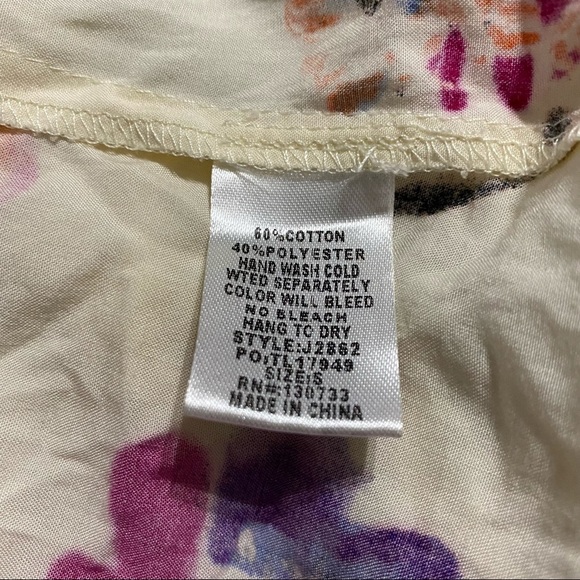 60%COTTON
40%POLYESTER
HAND WASH COLD
WTED SEPARATELY
COLOR WILL BLEED
NO BLEACH
HANG TO DRY
STYLE:J2862
PO:TL17949
SIZE:S
RN#:130733
MADE IN CHINA